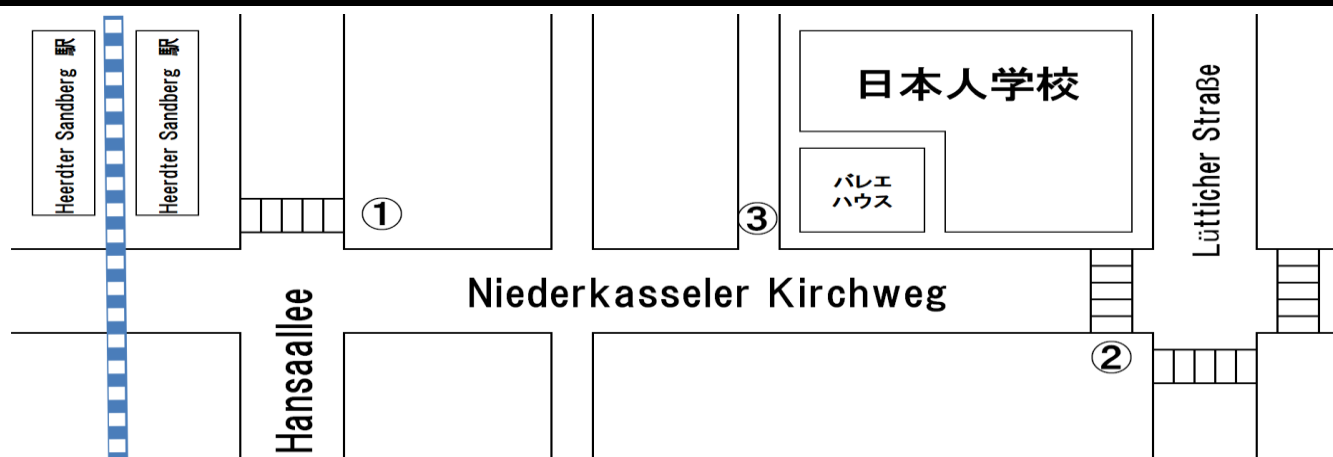 Heerdter Sandberg 駅
Heerdter Sandberg 駅
日本人学校
バレエ
ハウス
Lütticher Straße
①
③
Niederkasseler Kirchweg
Hansaallee
②